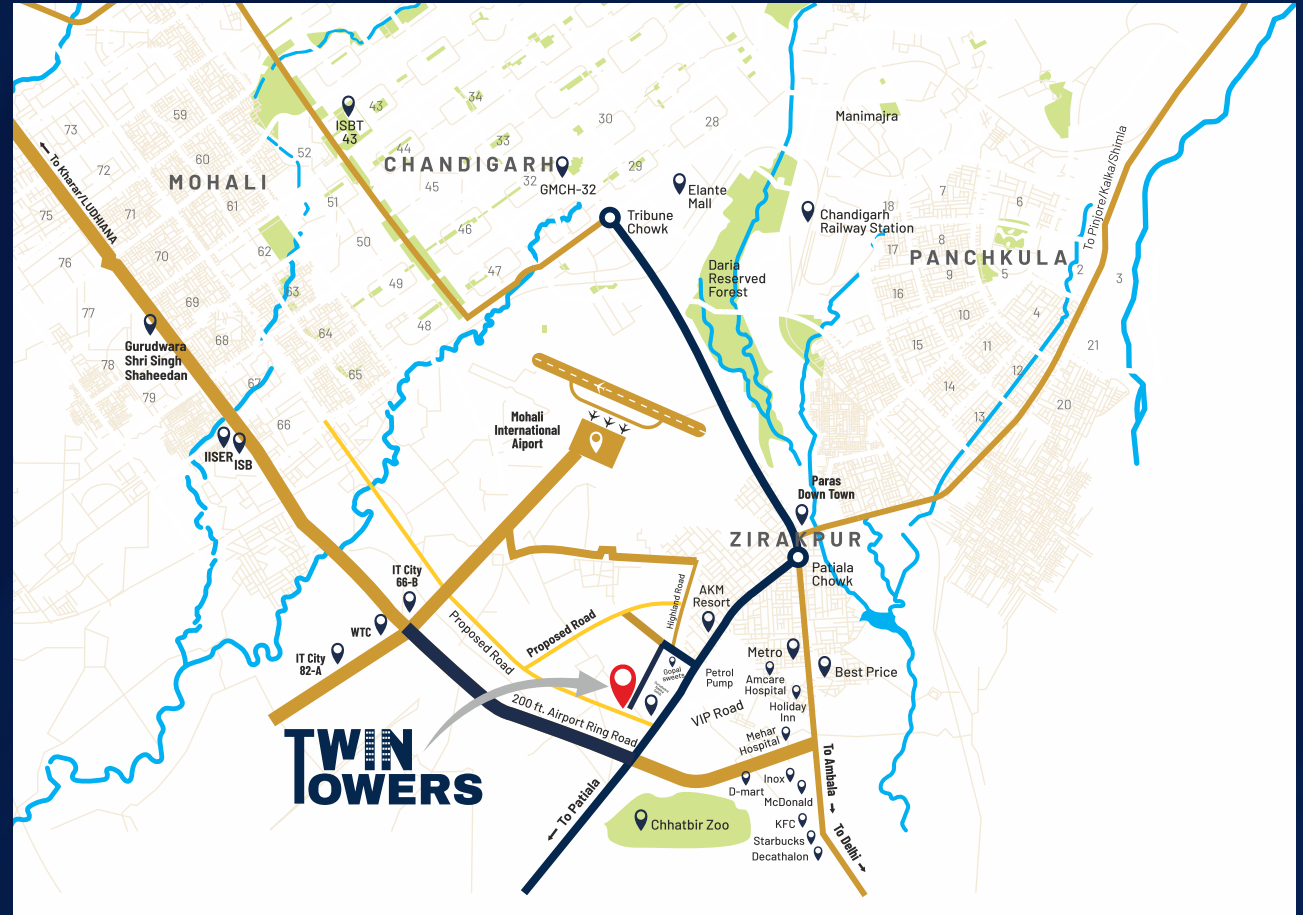 43
34
73
59
ISBT
43
30
28
Manimajra
33
52
44
60
CHANDIGARH
29
72
MOHALI
45
32
GMCH-32
Elante
Mall
7
To Kharar/LUDHIANA
To Pinjore/Kalka/Shimla
51
61
71
75
Tribune
Chowk
Chandigarh
Railway Station
18
6
46
50
8
17
62
70
PANCHKULA
76
47
Daria
Reserved
Forest
9
5
2
3
49
63
16
69
77
10
4
48
64
68
Gurudwara
Shri Singh
Shaheedan
15
11
21
78
65
12
67
79
14
20
66
13
Mohali
International
Aiport
IISER
ISB
Paras
Down Town
ZIRAKPUR
Patiala
Chowk
IT City
66-B
Highland Road
AKM
Resort
Proposed Road
Proposed Road
WTC
IT City
82-A
Metro
Gopal
sweets
Petrol
Pump
Amcare
Hospital
Best Price
200 ft. Airport Ring Road
VIP Road
Holiday
Inn
Mehar
Hospital
TWIN
TOWERS
To Ambala
To Patiala
D-mart
Inox
McDonald
Chhatbir Zoo
KFC
Starbucks
To Delhi
Decathalon